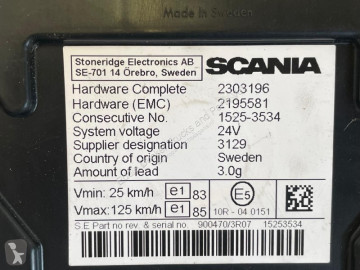 Made in Sweden
Stoneridge Electronics AB
SE-701 14 Örebro, Sweden
SCANIA
Hardware Complete 2303196
Hardware (EMC) 2195581
Consecutive No. 1525-3534
System voltage 24V
Supplier designation 3129
Country of origin Sweden
Amount of lead 3.0g
Vmin: 25 km/h e1 83
Vmax: 125 km/h e1 85
E5
10R - 04.0151
S.E Part no rev. & serial no. 900470/3R07 15253534